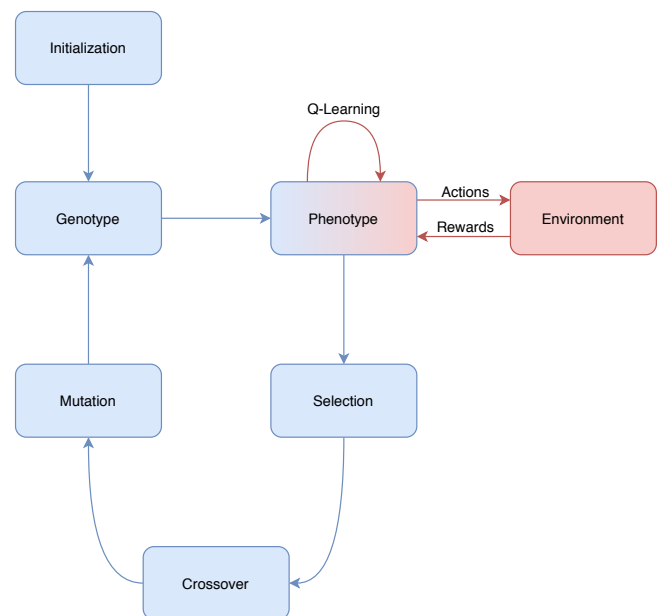 Initialization
Q-Learning
Genotype
Phenotype
Actions
Rewards
Environment
Mutation
Selection
Crossover